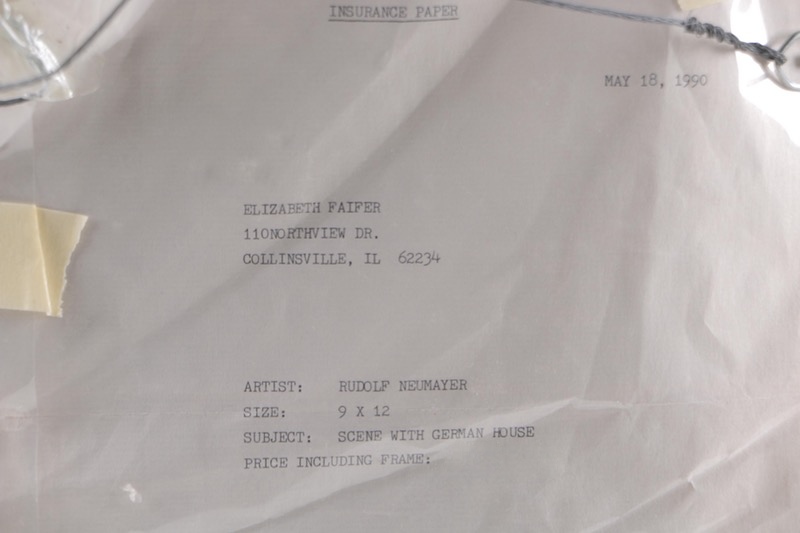 INSURANCE PAPER
MAY 18, 1990
ELIZABETH FAIFER
110NORTHVIEW DR.
COLLINSVILLE, IL 62234
ARTIST: RUDOLF NEUMAYER
SIZE: 9 X 12
SUBJECT: SCENE WITH GERMAN HOUSE
PRICE INCLUDING FRAME: